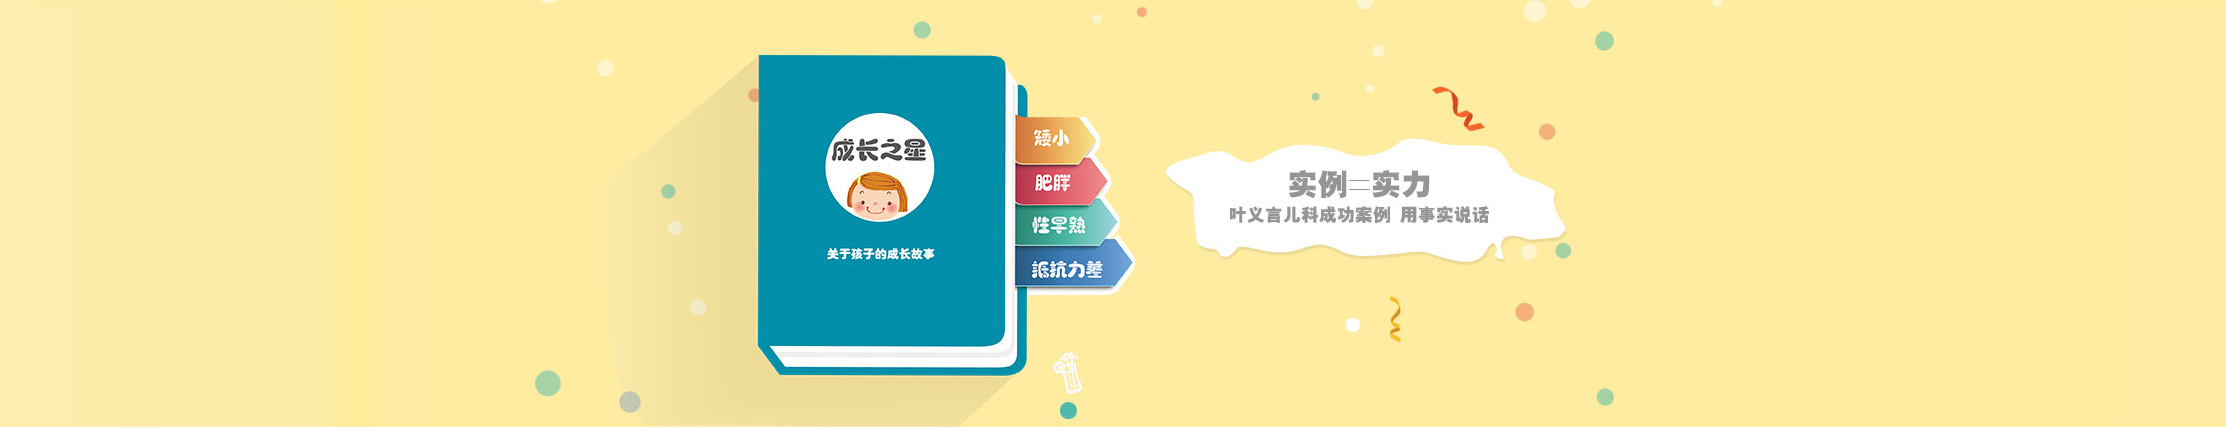 成长之星
关于孩子的成长故事
矮小
肥胖
性早熟
抵抗力差
实例=实力
叶义言儿科成功案例 用事实说话